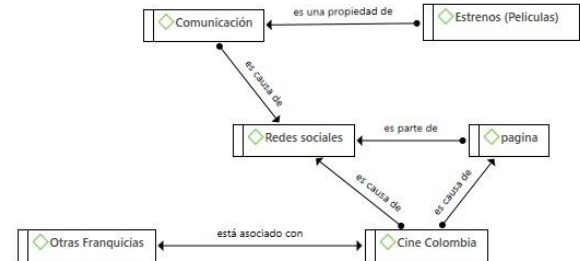 es una propiedad de
Comunicación
Estrenos (Peliculas)
es causa de
Redes sociales
es parte de
pagina
es causa de
es causa de
Otras Franquicias
está asociado con
Cine Colombia